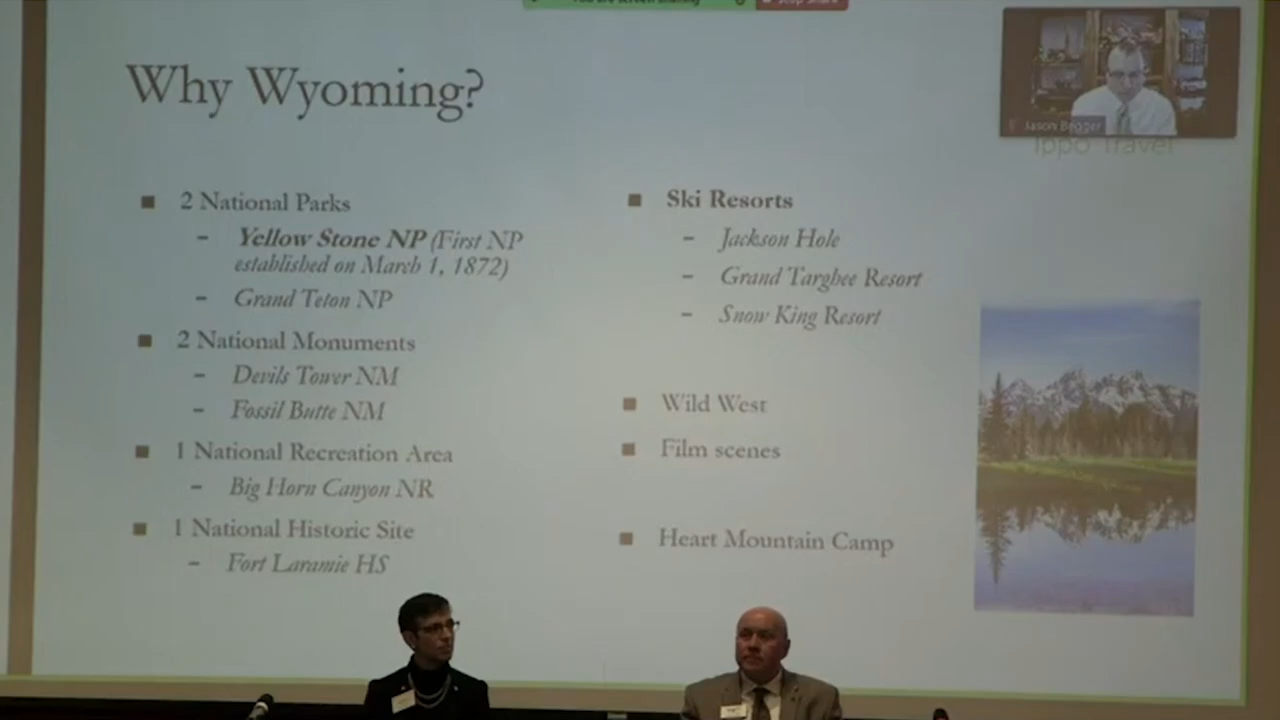 Why Wyoming?
2 National Parks
- Yellow Stone NP (First NP
established on March 1, 1872)
- Grand Teton NP
2 National Monuments
- Devils Tower NM
- Fossil Butte NM
1 National Recreation Area
- Big Horn Canyon NR
1 National Historic Site
- Fort Laramie HS
Ski Resorts
- Jackson Hole
- Grand Targhee Resort
- Snow King Resort
Wild West
Film scenes
Heart Mountain Camp
Jason Begger
Ippo Travel